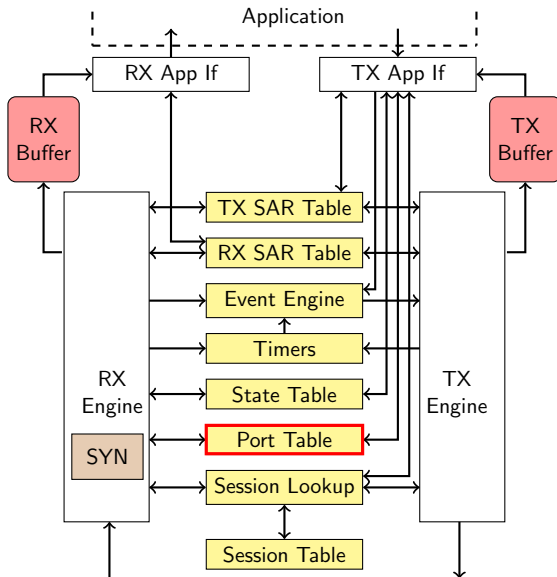 Application
RX App If
TX App If
RX
Buffer
TX
Buffer
TX SAR Table
RX SAR Table
Event Engine
Timers
RX
Engine
State Table
TX
Engine
Port Table
SYN
Session Lookup
Session Table